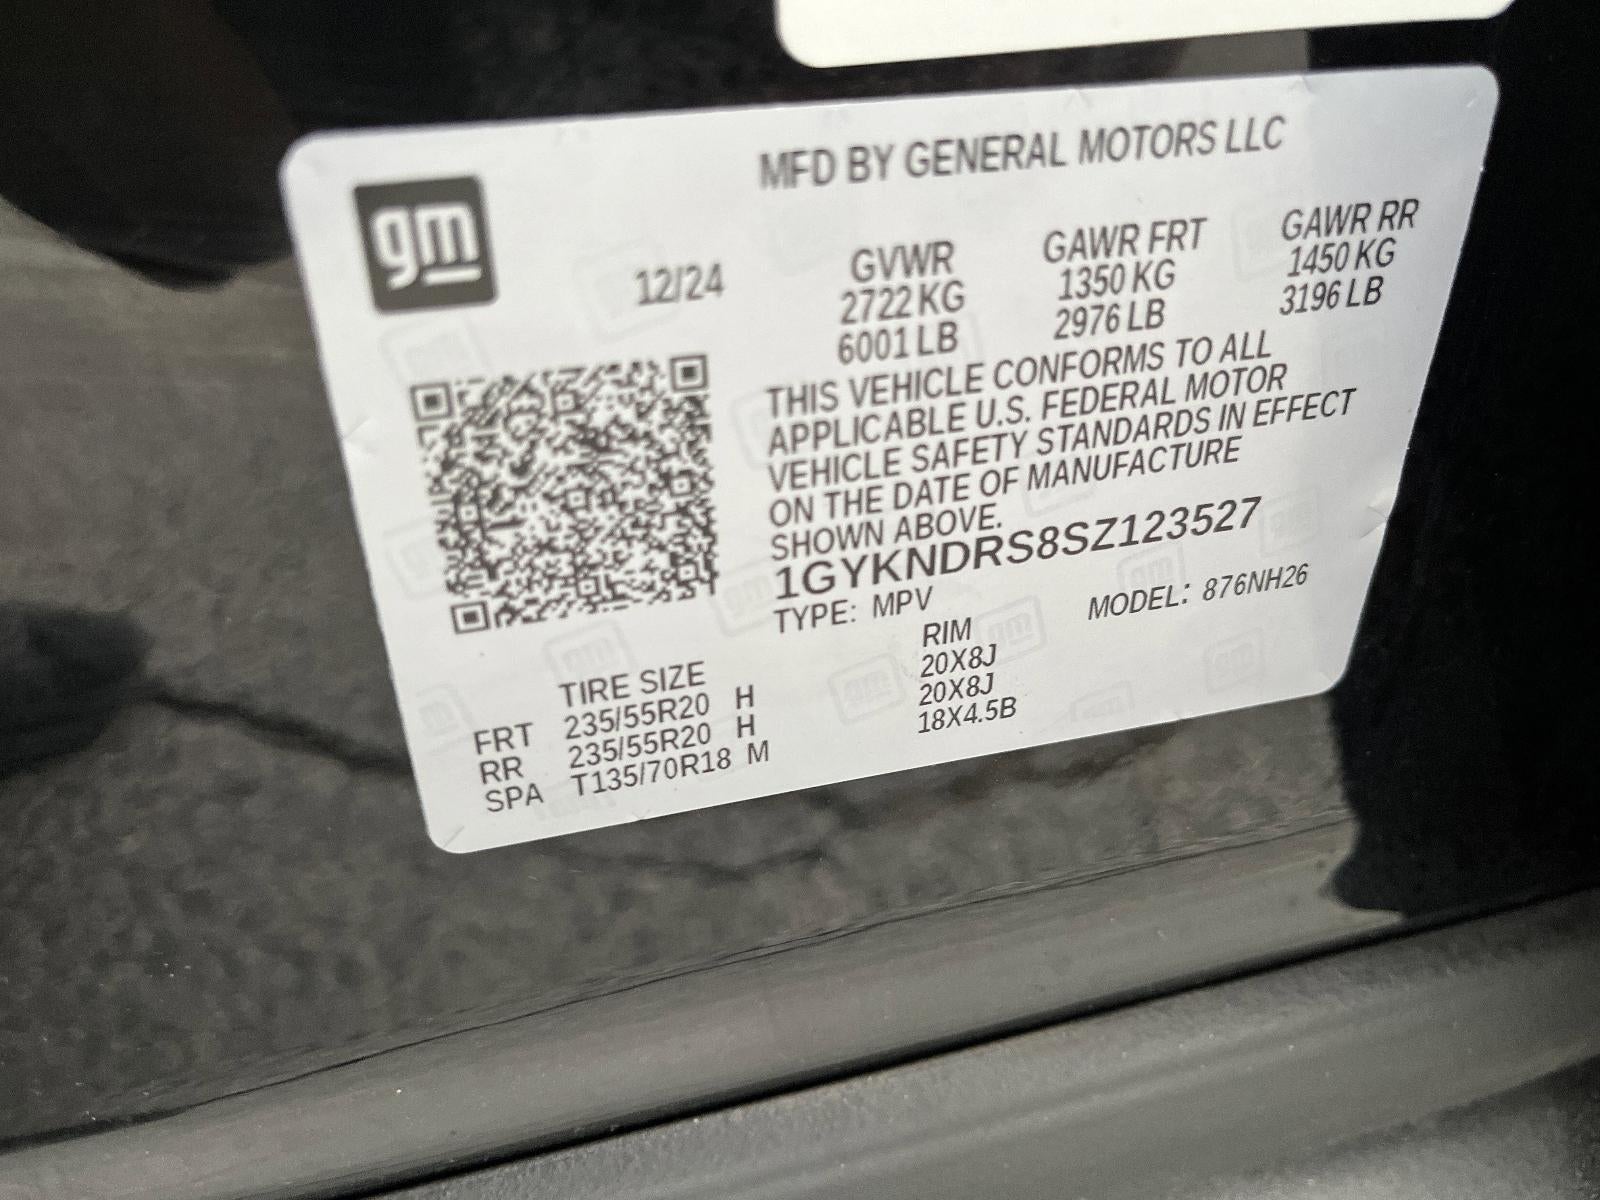 MFD BY GENERAL MOTORS LLC
gm
12/24
GVWR GAWR FRT GAWR RR
2722 KG 1350 KG 1450 KG
6001 LB 2976 LB 3196 LB
THIS VEHICLE CONFORMS TO ALL
APPLICABLE U.S. FEDERAL MOTOR
VEHICLE SAFETY STANDARDS IN EFFECT
ON THE DATE OF MANUFACTURE
SHOWN ABOVE.
1GYKNDRS8SZ123527
TYPE: MPV MODEL: 876NH26
TIRE SIZE RIM
FRT 235/55R20 H 20X8J
RR 235/55R20 H 20X8J
SPA T135/70R18 M 18X4.5B